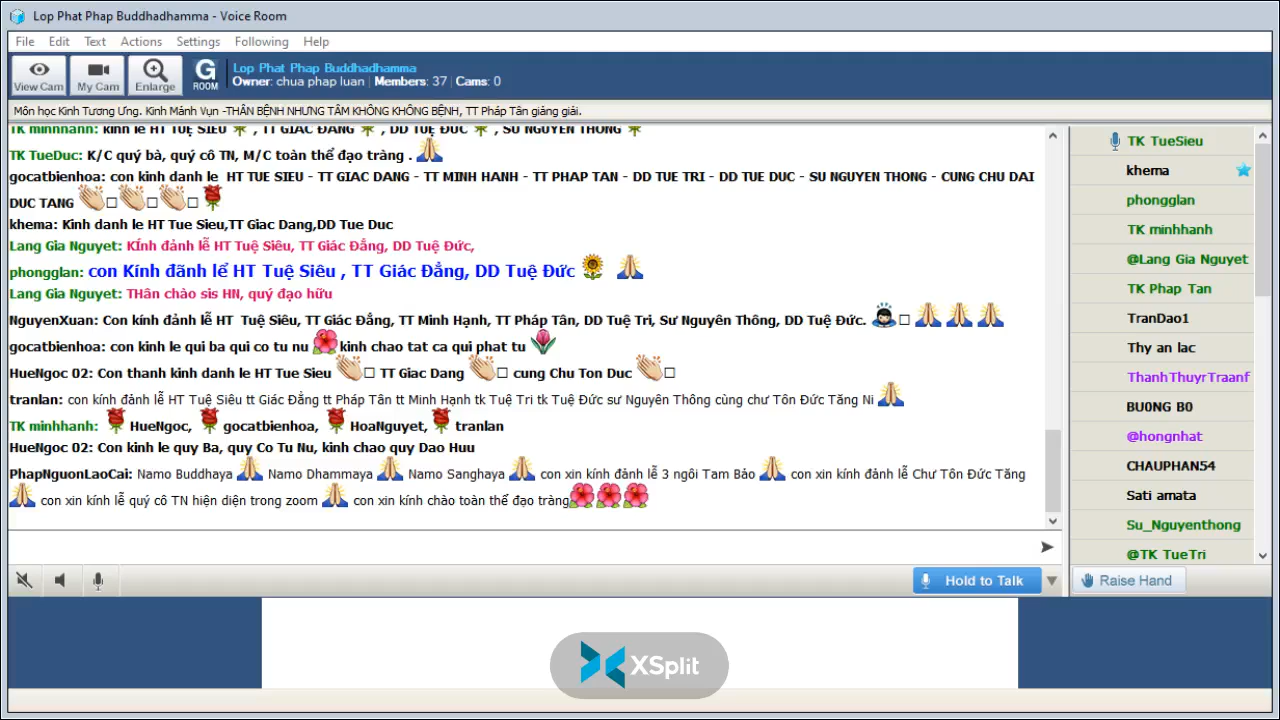 Lop Phat Phap Buddhadhamma - Voice Room
File Edit Text Actions Settings Following Help
View Cam My Cam Enlarge G ROOM
Lop Phat Phap Buddhadhamma
Owner: chua phap luan | Members: 37 | Cams: 0
Môn học Kinh Tương Ưng. Kinh Mảnh Vụn -THÂN BỆNH NHƯNG TÂM KHÔNG KHÔNG BỆNH, TT Pháp Tân giảng giải.
TK minhhanh: kinh le HT TUỆ SIÊU , TT GIAC ĐANG , DD TUỆ ĐUC , SU NGUYEN THONG
TK TueDuc: K/C quý bà, quý cô TN, M/C toàn thể đạo tràng .
gocatbienhoa: con kinh danh le HT TUE SIEU - TT GIAC DANG - TT MINH HANH - TT PHAP TAN - DD TUE TRI - DD TUE DUC - SU NGUYEN THONG - CUNG CHU DAI
DUC TANG
khema: Kinh danh le HT Tue Sieu,TT Giac Dang,DD Tue Duc
Lang Gia Nguyet: KÍnh đảnh lễ HT Tuệ Siêu, TT Giác Đẳng, DD Tuệ Đức,
phongglan: con Kính đãnh lể HT Tuệ Siêu , TT Giác Đẳng, DD Tuệ Đức
Lang Gia Nguyet: THân chào sis HN, quý đạo hữu
NguyenXuan: Con kính đảnh lễ HT Tuệ Siêu, TT Giác Đẳng, TT Minh Hạnh, TT Pháp Tân, DD Tuệ Tri, Sư Nguyên Thông, DD Tuệ Đức.
gocatbienhoa: con kinh le qui ba qui co tu nu kinh chao tat ca qui phat tu
HueNgoc 02: Con thanh kinh danh le HT Tue Sieu TT Giac Dang cung Chu Ton Duc
tranlan: con kính đảnh lễ HT Tuệ Siêu tt Giác Đẳng tt Pháp Tân tt Minh Hạnh tk Tuệ Tri tk Tuệ Đức sư Nguyên Thông cùng chư Tôn Đức Tăng Ni
TK minhhanh: HueNgoc, gocatbienhoa, HoaNguyet, tranlan
HueNgoc 02: Con kinh le quy Ba, quy Co Tu Nu, kinh chao quy Dao Huu
PhapNguonLaoCai: Namo Buddhaya Namo Dhammaya Namo Sanghaya con xin kính đảnh lễ 3 ngôi Tam Bảo con xin kính đảnh lễ Chư Tôn Đức Tăng
con xin kính lễ quý cô TN hiện diện trong zoom con xin kính chào toàn thể đạo tràng
Hold to Talk
TK TueSieu
khema
phongglan
TK minhhanh
@Lang Gia Nguyet
TK Phap Tan
TranDao1
Thy an lac
ThanhThuyrTraanf
BU0NG B0
@hongnhat
CHAUPHAN54
Sati amata
Su_Nguyenthong
@TK TueTri
Raise Hand
XSplit